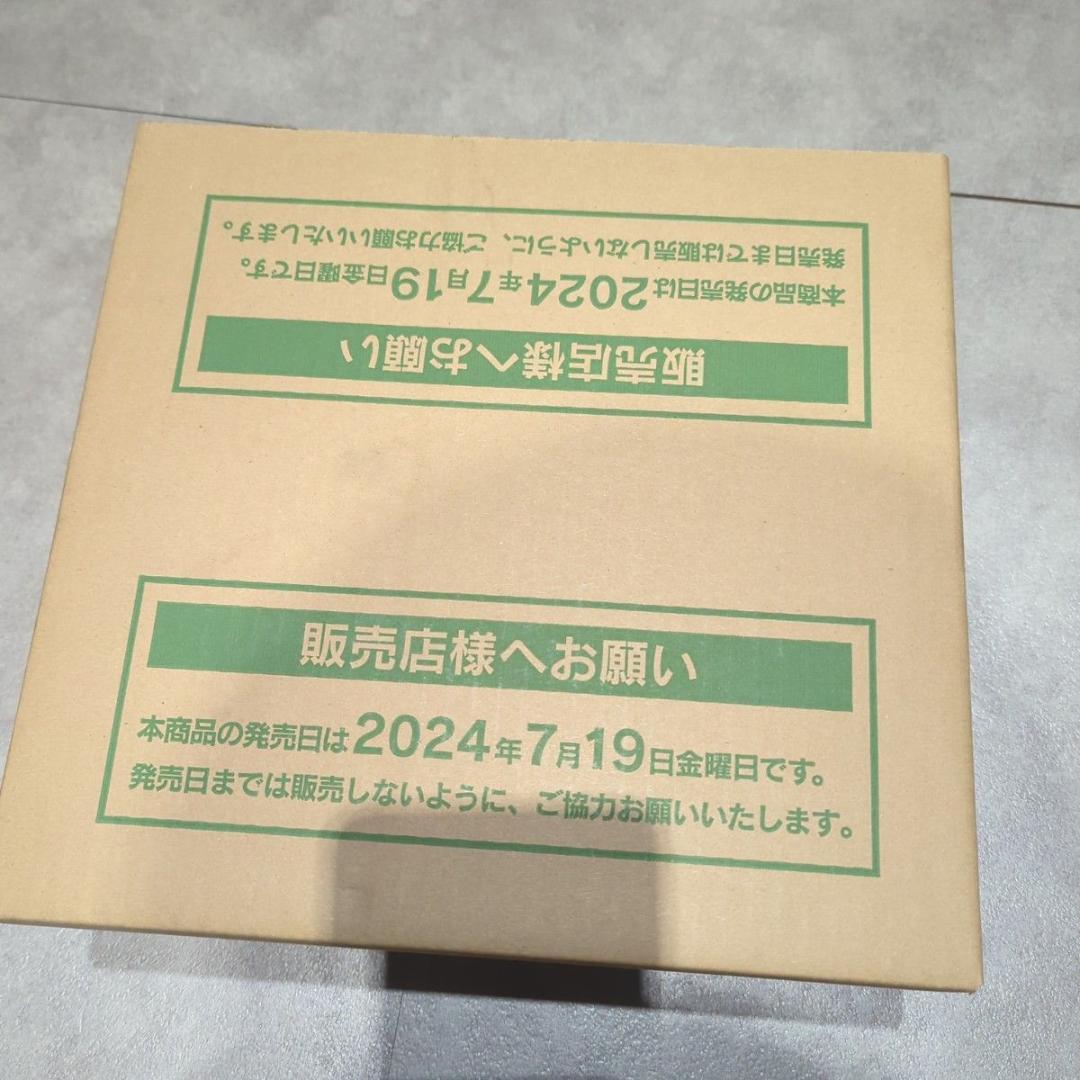 発売日までは販売しないように、ご協力お願いいたします。
本商品の発売日は2024年7月19日金曜日です。
販売店様へお願い
販売店様へお願い
本商品の発売日は2024年7月19日金曜日です。
発売日までは販売しないように、ご協力お願いいたします。